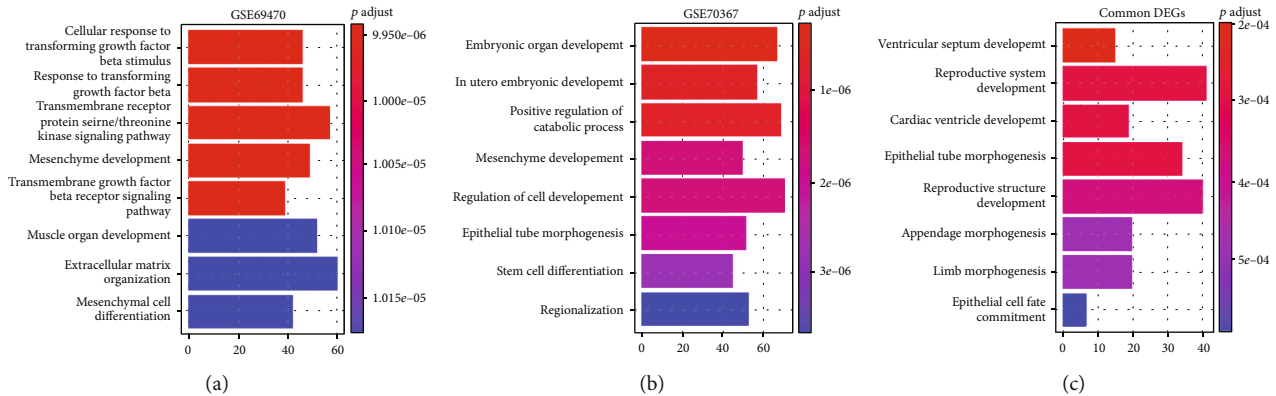 GSE69470
p adjust
Cellular response to
transforming growth factor
beta stimulus
Response to transforming
growth factor beta
Transmembrane receptor
protein seirne/threonine
kinase signaling pathway
Mesenchyme development
Transmembrane growth factor
beta receptor signaling
pathway
Muscle organ development
Extracellular matrix
organization
Mesenchymal cell
differentiation
9.950e−06
1.000e−05
1.005e−05
1.010e−05
1.015e−05
0 20 40 60
(a)
GSE70367
p adjust
Embryonic organ developemt
In utero embryonic developemt
Positive regulation of
catabolic process
Mesenchyme developement
Regulation of cell developement
Epithelial tube morphogenesis
Stem cell differentiation
Regionalization
1e−06
2e−06
3e−06
0 20 40 60
(b)
Common DEGs
p adjust
Ventricular septum developemt
Reproductive system
development
Cardiac ventricle developemt
Epithelial tube morphogenesis
Reproductive structure
development
Appendage morphogenesis
Limb morphogenesis
Epithelial cell fate
commitment
2e−04
3e−04
4e−04
5e−04
0 10 20 30 40
(c)